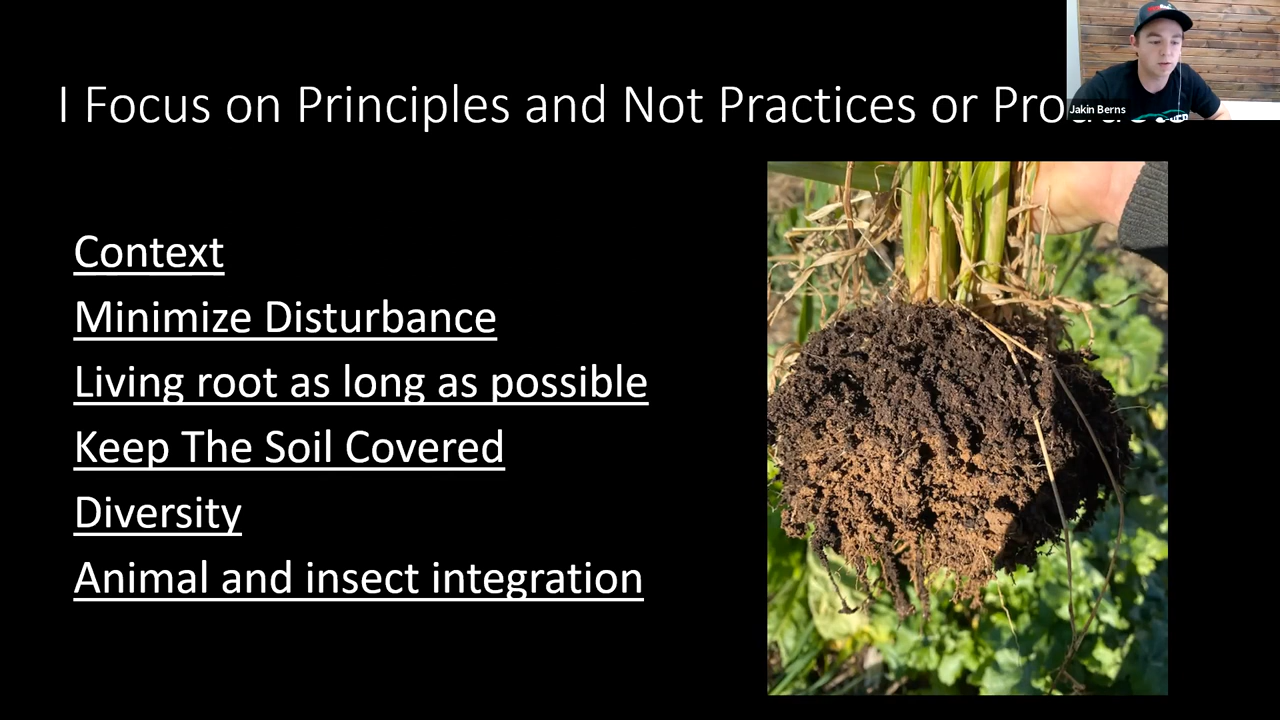 I Focus on Principles and Not Practices or
Jakin Berns
Context
Minimize Disturbance
Living root as long as possible
Keep The Soil Covered
Diversity
Animal and insect integration